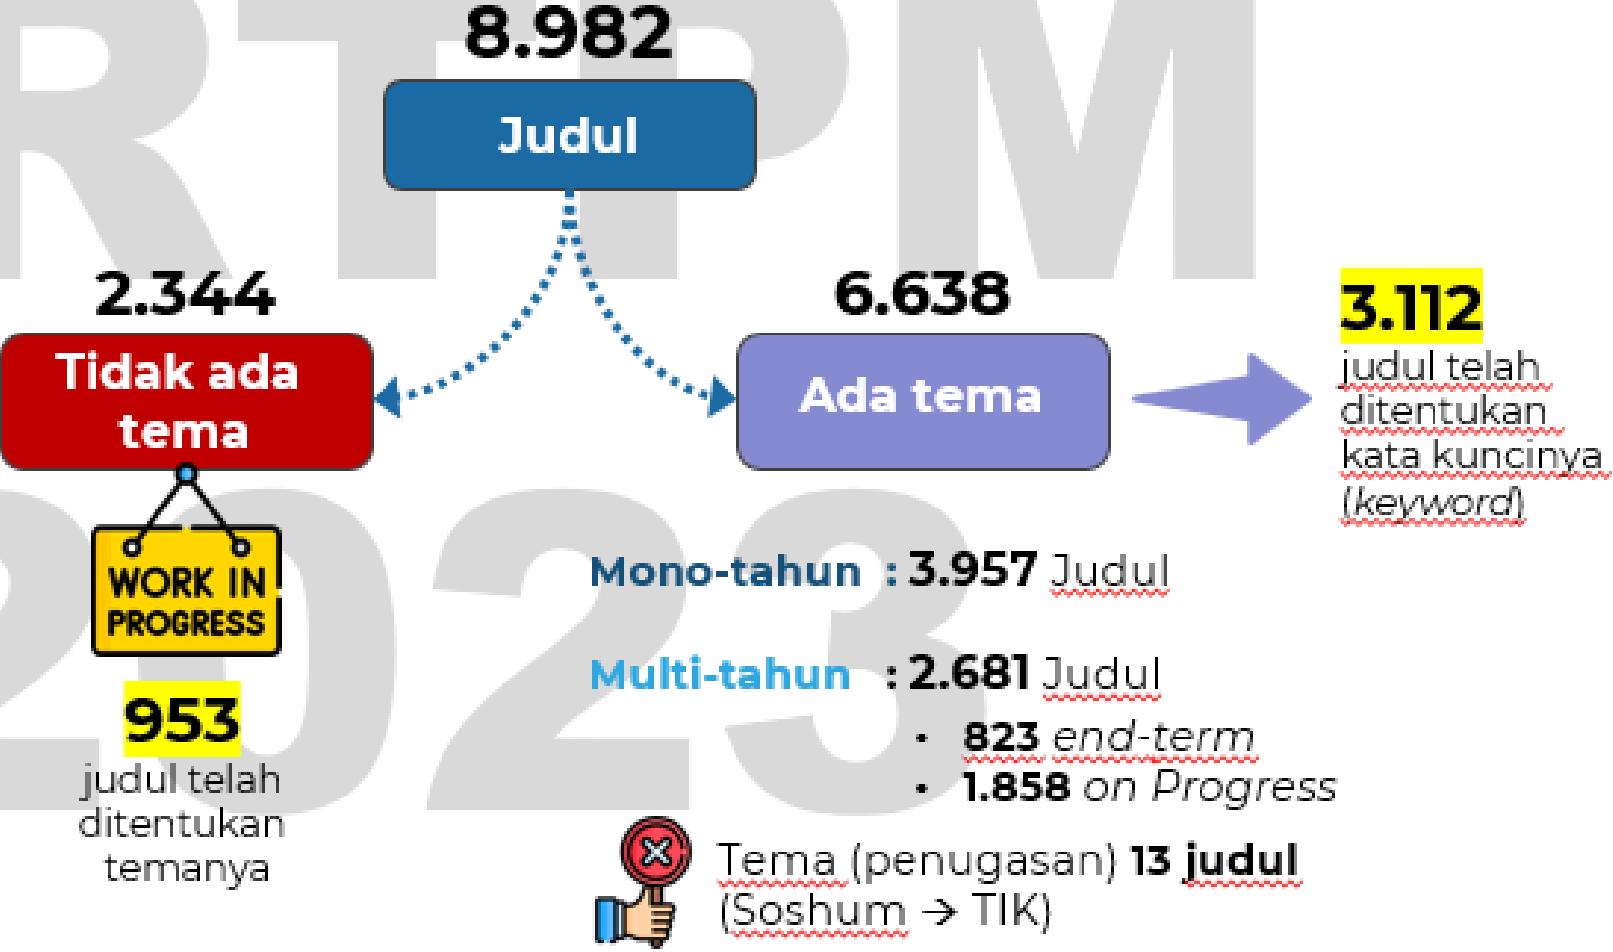 RTPM
8.982
Judul
2.344
Tidak ada
tema
6.638
Ada tema
3.112
judul telah
ditentukan
kata kuncinya
(keyword)
2023
WORK IN
PROGRESS
953
judul telah
ditentukan
temanya
Mono-tahun : 3.957 Judul
Multi-tahun : 2.681 Judul
• 823 end-term
• 1.858 on Progress
Tema (penugasan) 13 judul
(Soshum → TIK)